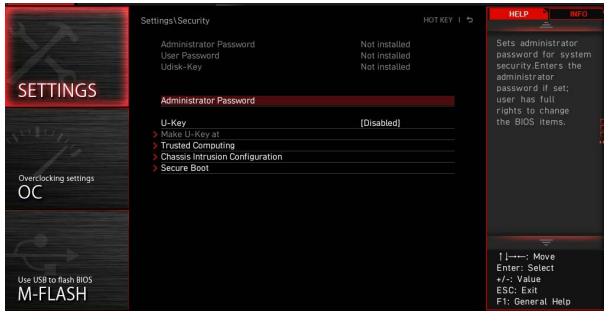 SETTINGS
Overclocking settings
OC
Use USB to flash BIOS
M-FLASH
Settings\Security
HOT KEY
Administrator Password Not installed
User Password Not installed
Udisk-Key Not installed
Administrator Password
U-Key [Disabled]
> Make U-Key at
> Trusted Computing
> Chassis Intrusion Configuration
> Secure Boot
HELP
INFO
Sets administrator
password for system
security.Enters the
administrator
password if set;
user has full
rights to change
the BIOS items.
↑↓→←: Move
Enter: Select
+/-: Value
ESC: Exit
F1: General Help